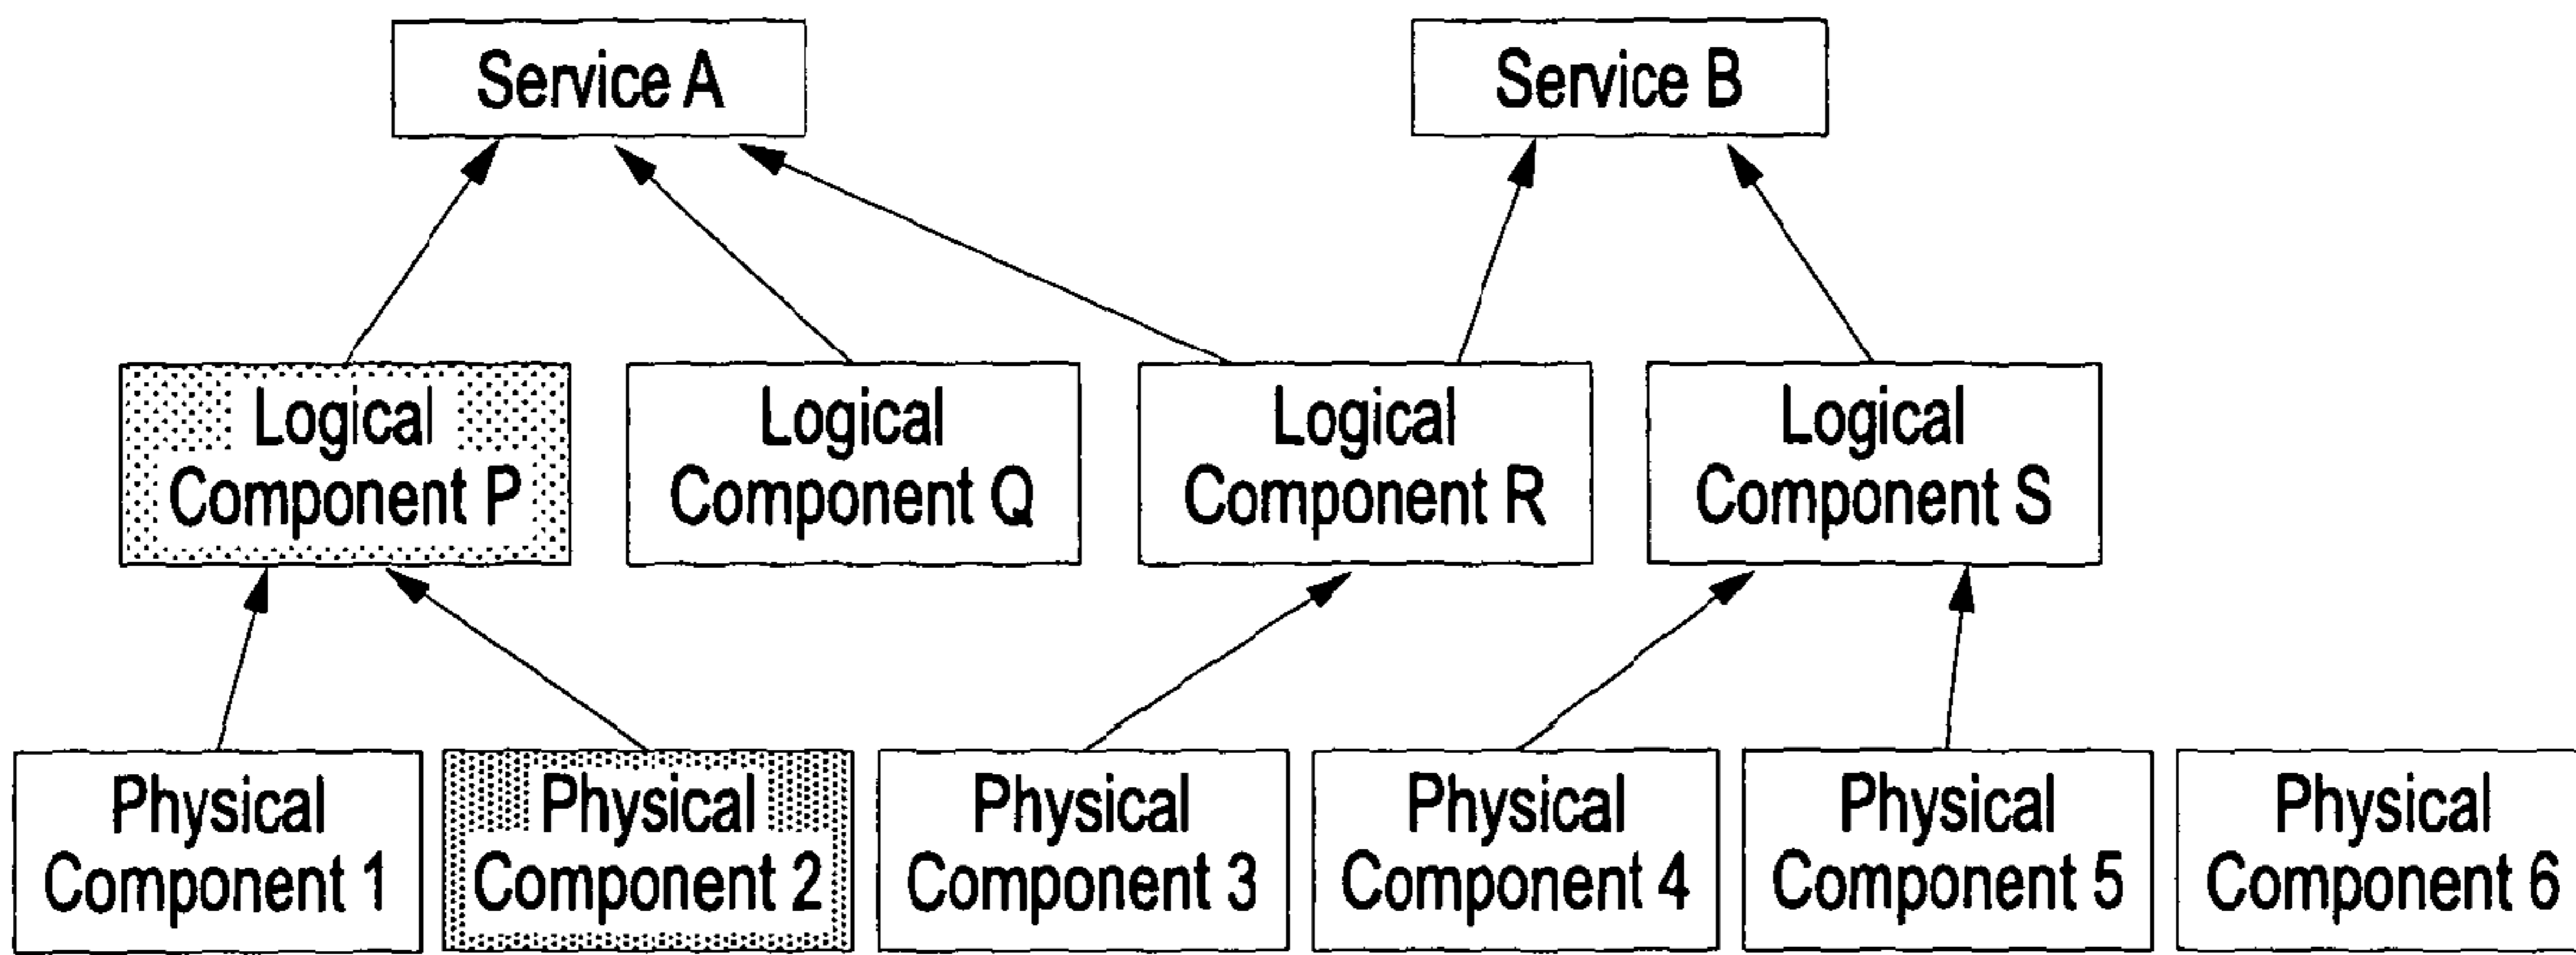 Service A
Service B
Logical
Component P
Logical
Component Q
Logical
Component R
Logical
Component S
Physical
Component 1
Physical
Component 2
Physical
Component 3
Physical
Component 4
Physical
Component 5
Physical
Component 6